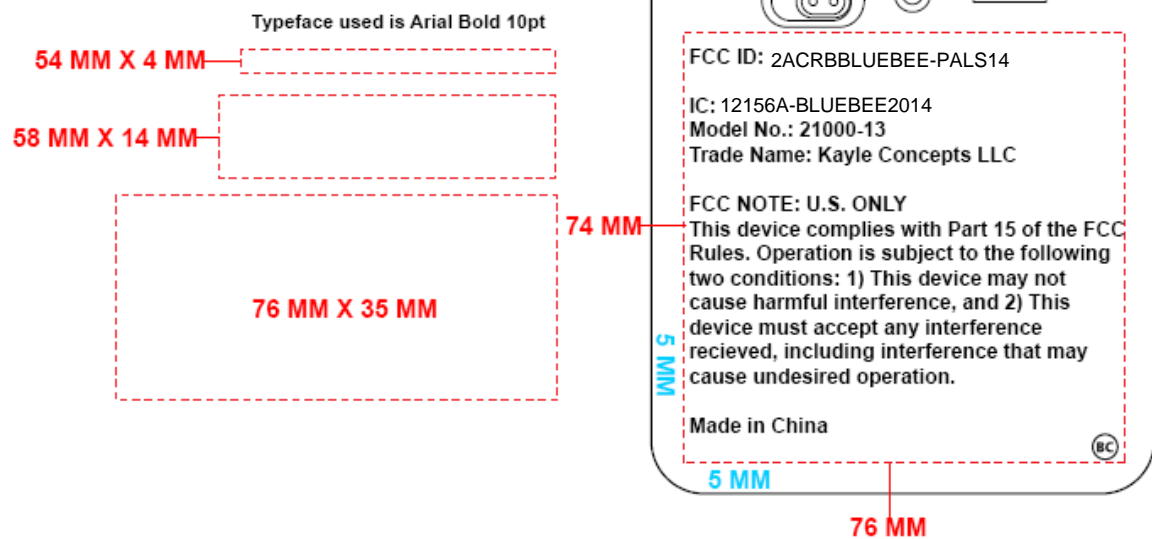 Typeface used is Arial Bold 10pt
54 MM X 4 MM
58 MM X 14 MM
76 MM X 35 MM
FCC ID: 2ACRBBLUEBEE-PALS14
IC: 12156A-BLUEBEE2014
Model No.: 21000-13
Trade Name: Kayle Concepts LLC
FCC NOTE: U.S. ONLY
This device complies with Part 15 of the FCC
Rules. Operation is subject to the following
two conditions: 1) This device may not
cause harmful interference, and 2) This
device must accept any interference
recieved, including interference that may
cause undesired operation.
Made in China
BC
74 MM
5 MM
5 MM
76 MM